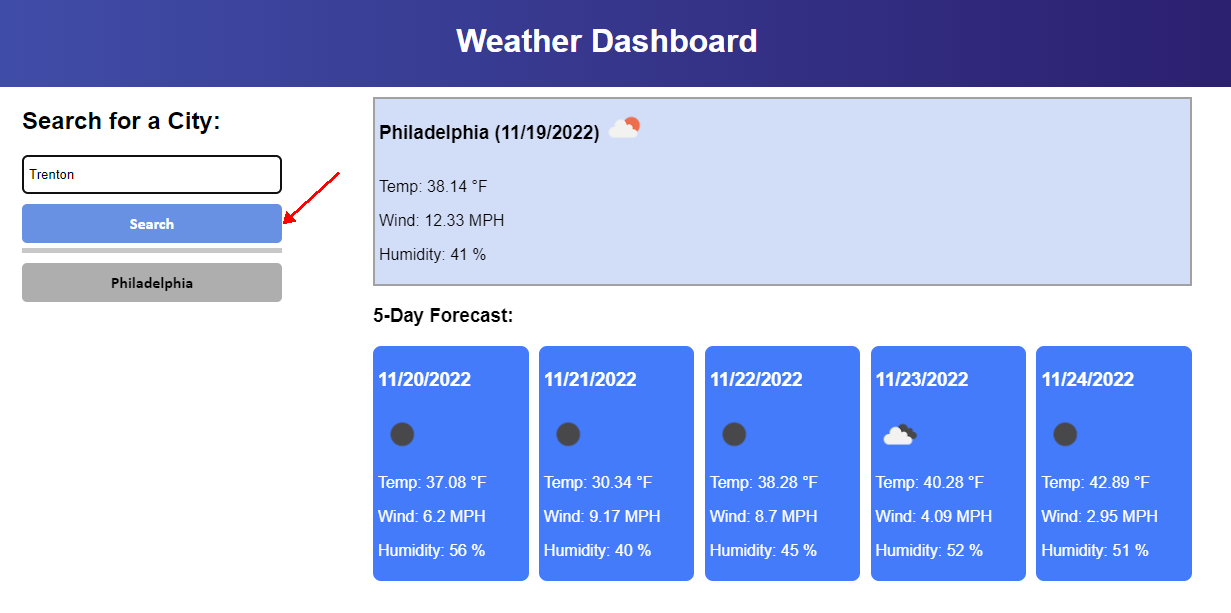 Weather Dashboard
Search for a City:
Trenton
Search
Philadelphia
Philadelphia (11/19/2022)
Temp: 38.14 °F
Wind: 12.33 MPH
Humidity: 41 %
5-Day Forecast:
11/20/2022
Temp: 37.08 °F
Wind: 6.2 MPH
Humidity: 56 %
11/21/2022
Temp: 30.34 °F
Wind: 9.17 MPH
Humidity: 40 %
11/22/2022
Temp: 38.28 °F
Wind: 8.7 MPH
Humidity: 45 %
11/23/2022
Temp: 40.28 °F
Wind: 4.09 MPH
Humidity: 52 %
11/24/2022
Temp: 42.89 °F
Wind: 2.95 MPH
Humidity: 51 %